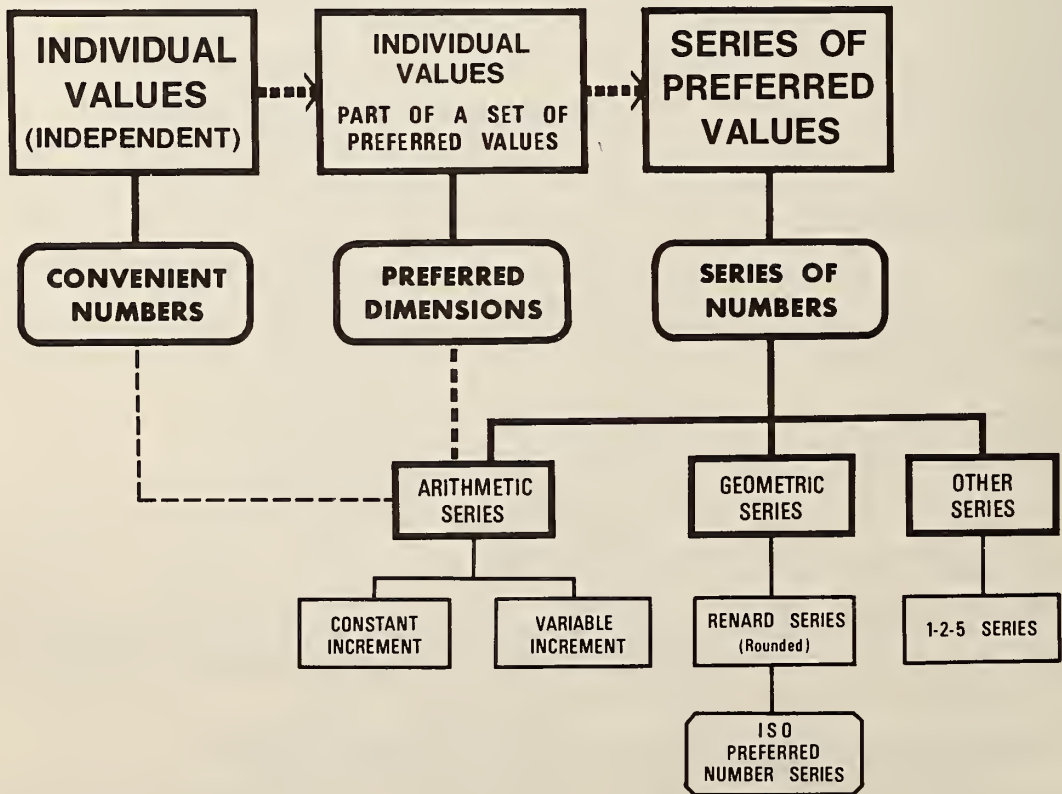 INDIVIDUAL
VALUES
(INDEPENDENT)
INDIVIDUAL
VALUES
PART OF A SET OF
PREFERRED VALUES
SERIES OF
PREFERRED
VALUES
CONVENIENT
NUMBERS
PREFERRED
DIMENSIONS
SERIES OF
NUMBERS
ARITHMETIC
SERIES
GEOMETRIC
SERIES
OTHER
SERIES
CONSTANT
INCREMENT
VARIABLE
INCREMENT
RENARD SERIES
(Rounded)
1-2-5 SERIES
ISO
PREFERRED
NUMBER SERIES